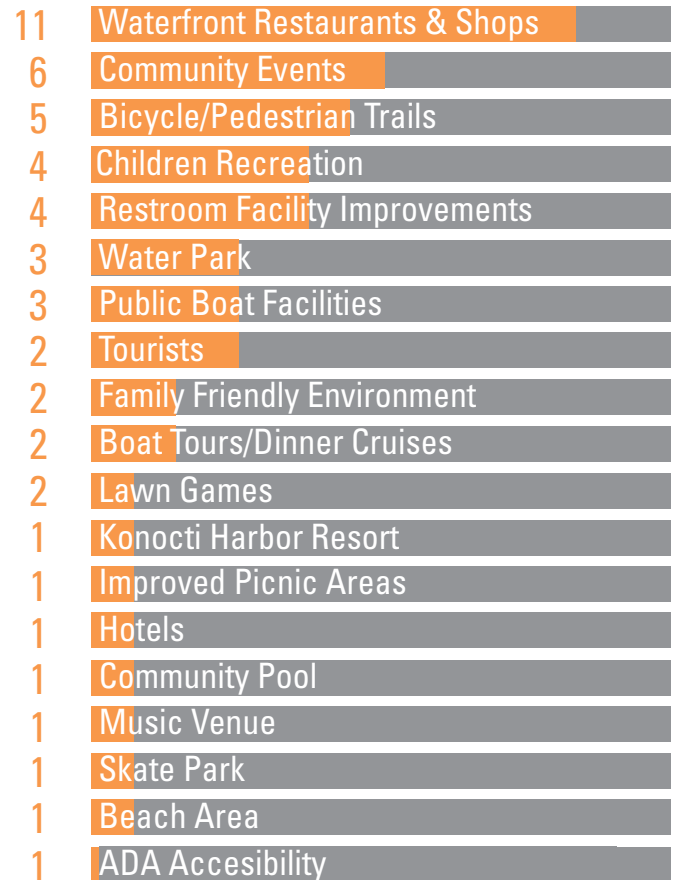 11 Waterfront Restaurants & Shops
6 Community Events
5 Bicycle/Pedestrian Trails
4 Children Recreation
4 Restroom Facility Improvements
3 Water Park
3 Public Boat Facilities
2 Tourists
2 Family Friendly Environment
2 Boat Tours/Dinner Cruises
2 Lawn Games
1 Konocti Harbor Resort
1 Improved Picnic Areas
1 Hotels
1 Community Pool
1 Music Venue
1 Skate Park
1 Beach Area
1 ADA Accesibility